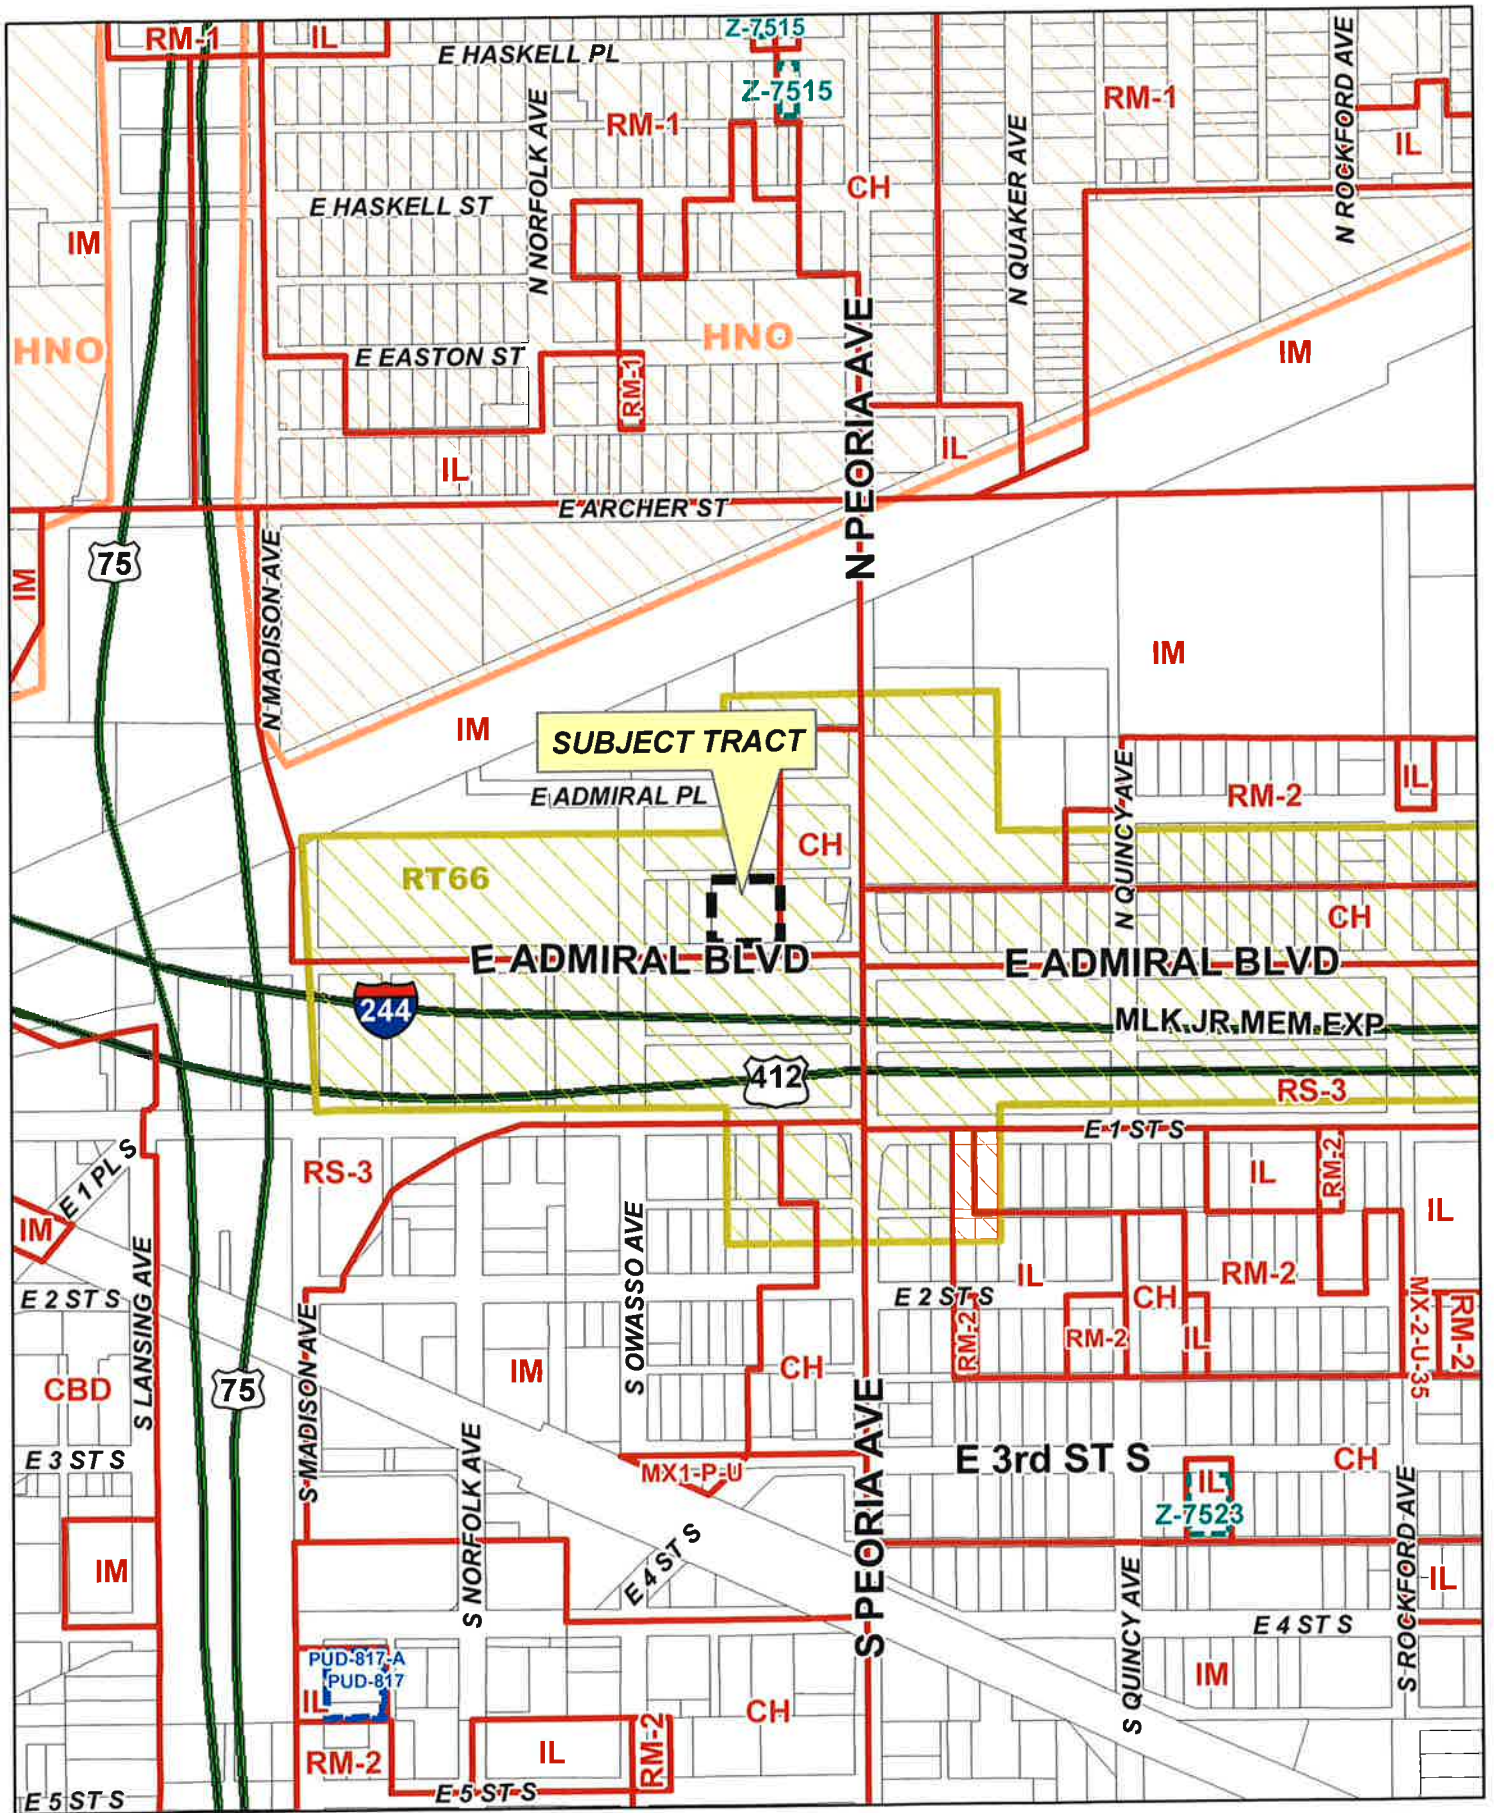 RM-1
IL
E HASKELL PL
Z-7515
Z-7515
RM-1
RM-1
N ROCKFORD AVE
IL
N NORFOLK AVE
N QUAKER AVE
CH
E HASKELL ST
IM
HNO
HNO
E EASTON ST
RM-1
IM
N PEORIA AVE
IL
IL
E ARCHER ST
75
IM
N MADISON AVE
IM
IM
SUBJECT TRACT
E ADMIRAL PL
N QUINCY AVE
RM-2
IL
CH
RT66
CH
E ADMIRAL BLVD
E ADMIRAL BLVD
244
MLK JR MEM EXP
412
RS-3
E 1 ST S
E 1 PL S
RS-3
IL
RM-2
IL
IM
S LANSING AVE
S OWASSO AVE
E 2 ST S
S MADISON AVE
E 2 ST S
IL
CH
RM-2
RM-2
RM-2
IL
MX-2-U-35
RM-2
CBD
75
IM
CH
S PEORIA AVE
E 3 ST S
S NORFOLK AVE
MX1-P-U
E 3rd ST S
IL
Z-7523
CH
S ROCKFORD AVE
IM
E 4 ST S
S QUINCY AVE
IL
E 4 ST S
PUD-817-A
PUD-817
IL
IM
CH
RM-2
IL
RM-2
E 5 ST S
E 5 ST S